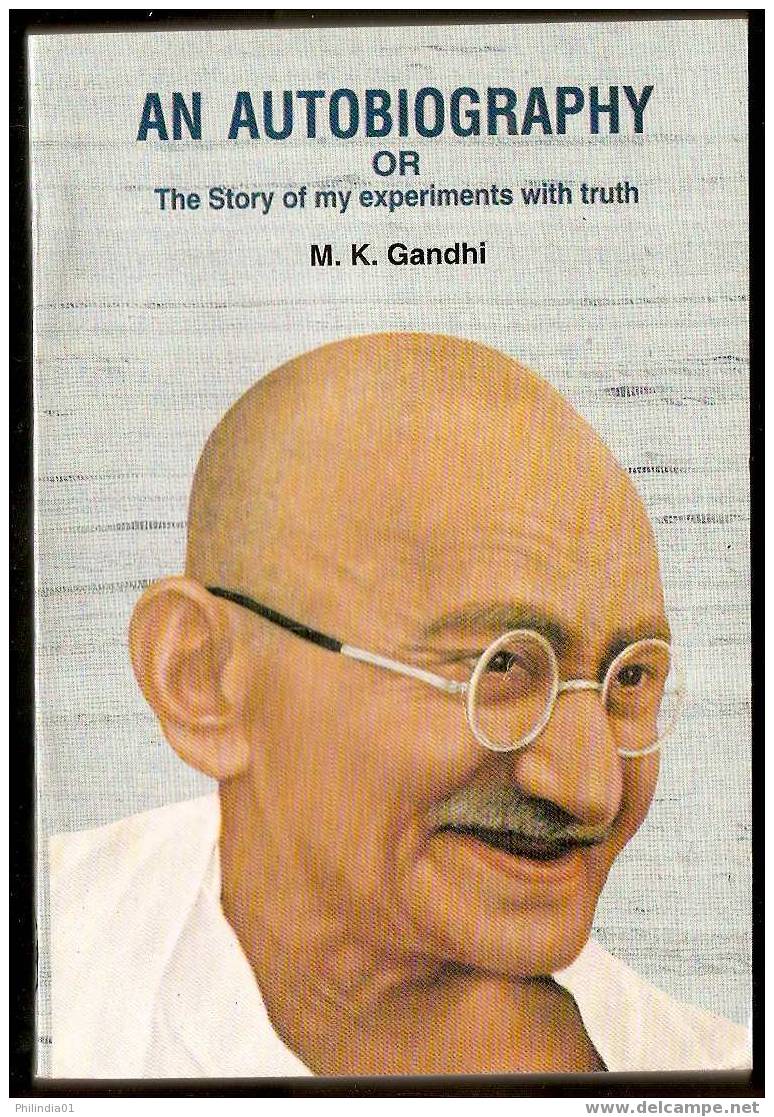 AN AUTOBIOGRAPHY
OR
The Story of my experiments with truth
M. K. Gandhi
Philindia01
www.delcampe.net